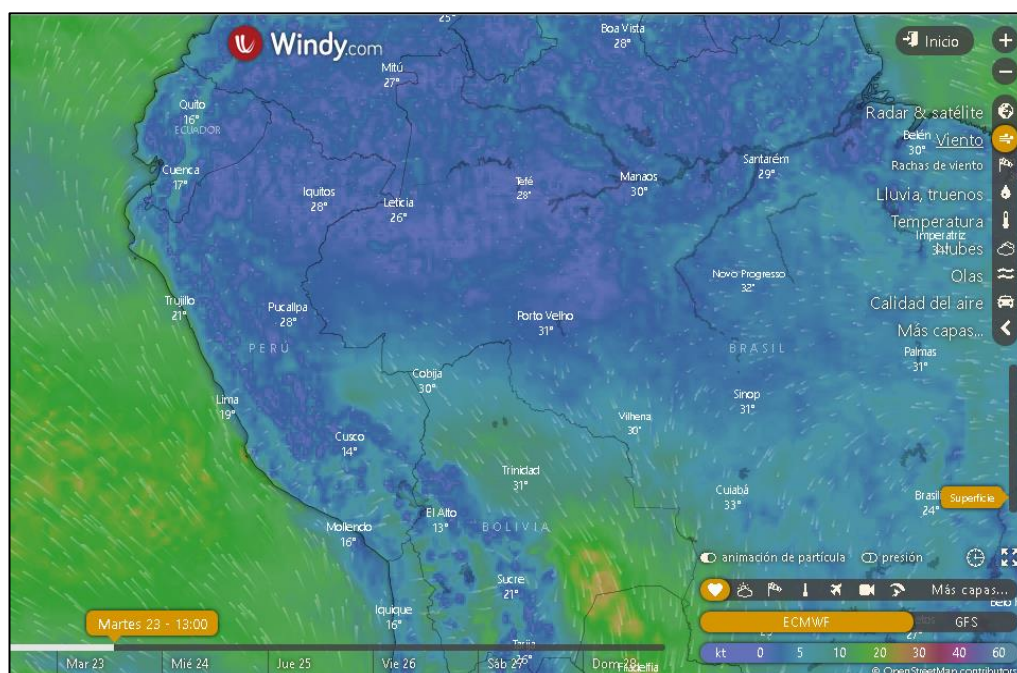 25°
Boa Vista
28°
Windy.com
Inicio
Mitú
27°
Quito
16°
ECUADOR
Radar & satélite
Belén
30°
Viento
Santarém
29°
Rachas de viento
Cuenca
17°
Iquitos
28°
Leticia
26°
Tefé
28°
Manaos
30°
Lluvia, truenos
Temperatura
Imperatriz
Nubes
Novo Progresso
32°
Olas
Trujillo
21°
Pucallpa
28°
Porto Velho
31°
Calidad del aire
Más capas...
PERÚ
BRASIL
Palmas
31°
Cobija
30°
Sinop
31°
Lima
19°
Vilhena
30°
Cusco
14°
Trinidad
31°
Cuiabá
33°
Superficie
24°
El Alto
13°
BOLIVIA
Mollendo
16°
animación de partícula
presión
Sucre
21°
Más capas...
Iquique
16°
ECMWF
GFS
Martes 23 - 13:00
27°
kt 0 5 10 20 30 40 60
Mar 23 Mié 24 Jue 25 Vie 26 Sáb 27 Dom 28
© OpenStreetMap contributors